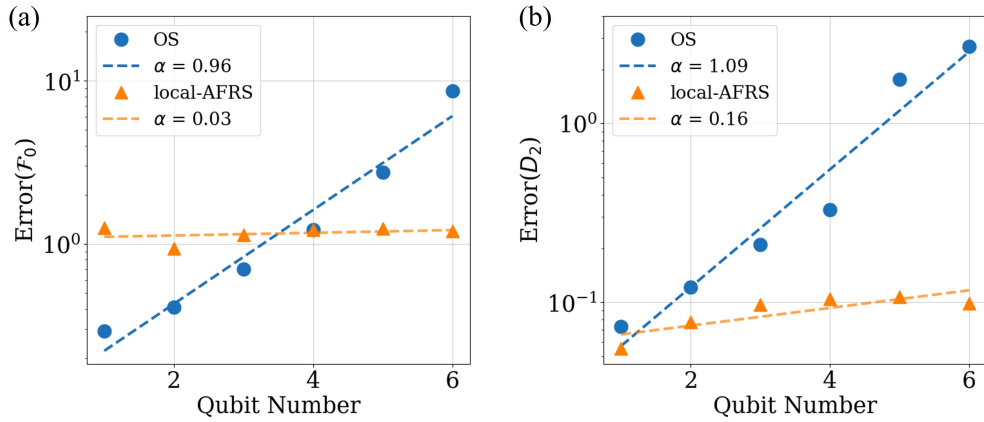 (a)
OS
α = 0.96
local-AFRS
α = 0.03
10¹
10⁰
Error(𝓕₀)
2
4
6
Qubit Number
(b)
OS
α = 1.09
local-AFRS
α = 0.16
10⁰
10⁻¹
Error(D₂)
2
4
6
Qubit Number